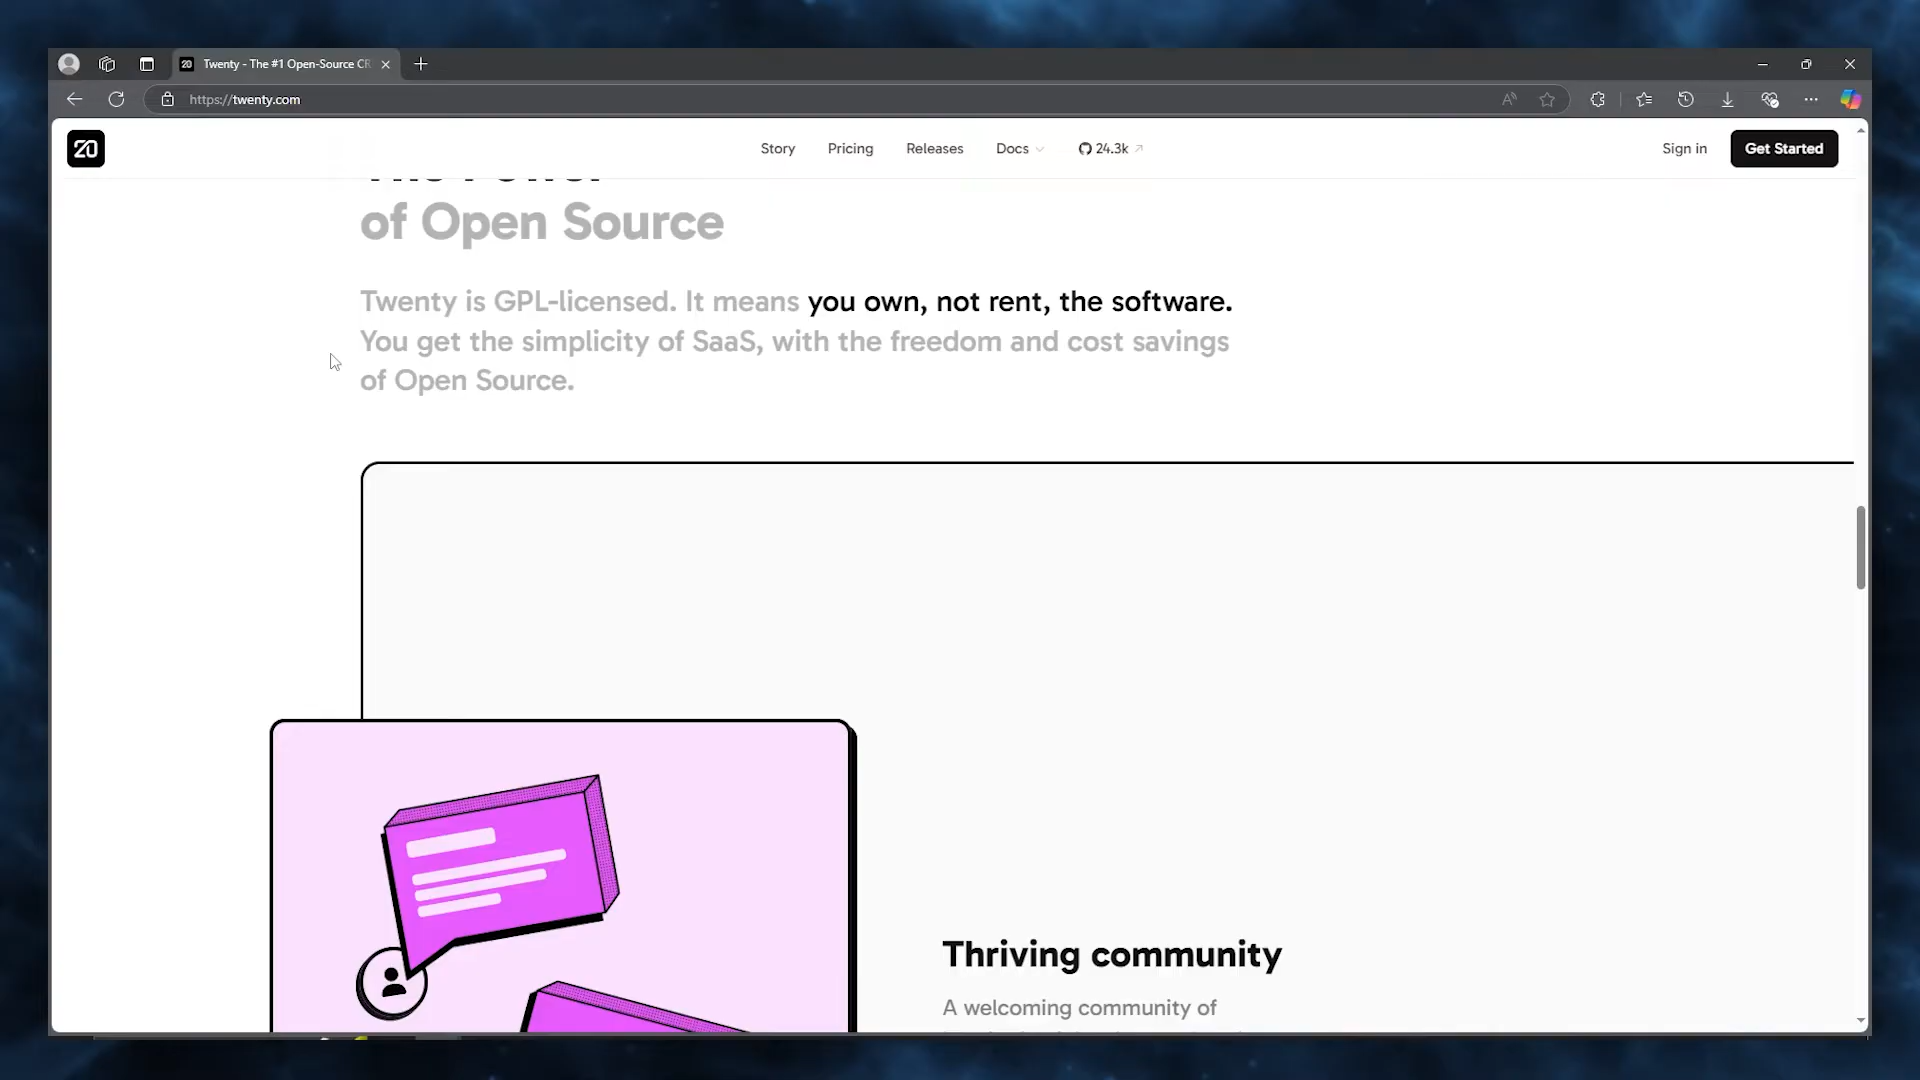 Twenty - The #1 Open-Source CR
https://twenty.com
20
Story
Pricing
Releases
Docs
24.3k
Sign in
Get Started
The Power
of Open Source
Twenty is GPL-licensed. It means you own, not rent, the software.
You get the simplicity of SaaS, with the freedom and cost savings
of Open Source.
Thriving community
A welcoming community of